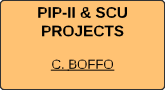 PIP-II & SCU
PROJECTS
C. BOFFO